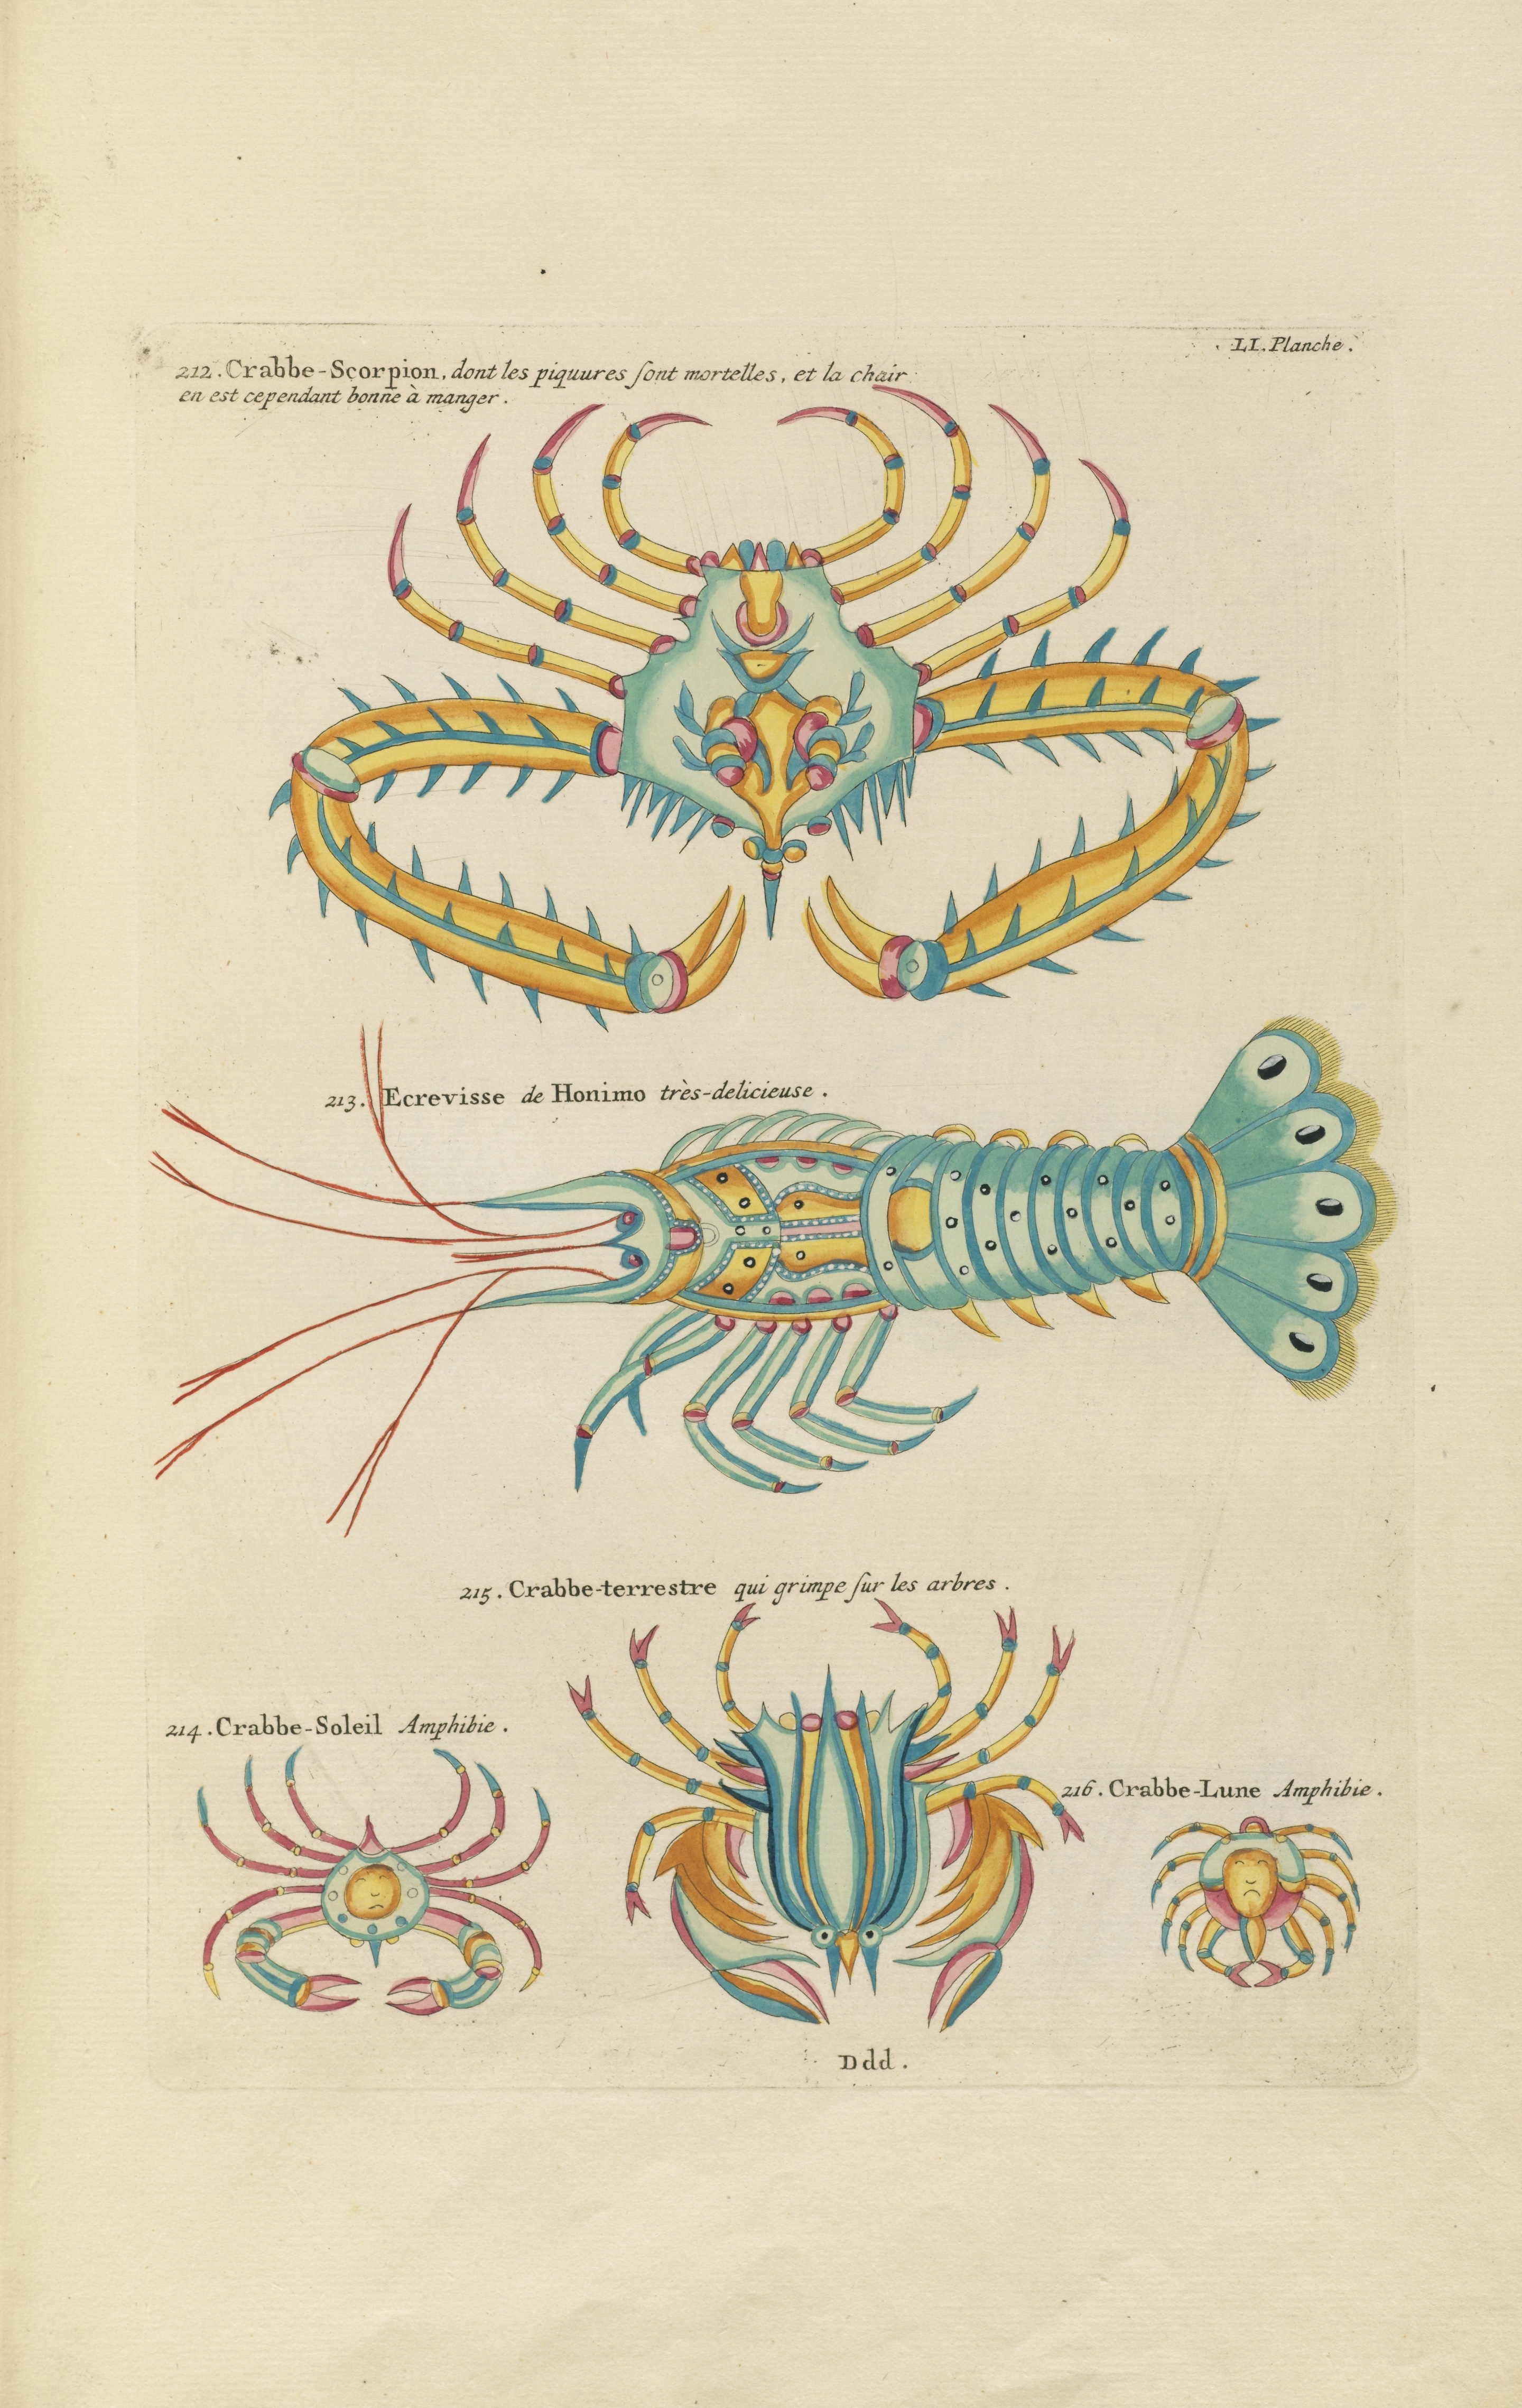 LI. Planche.
212. Crabbe-Scorpion, dont les piquures ſont mortelles, et la chair
en est cependant bonne à manger.
213. Ecrevisse de Honimo très-delicieuse.
215. Crabbe-terrestre qui grimpe ſur les arbres.
214. Crabbe-Soleil Amphibie.
216. Crabbe-Lune Amphibie.
Ddd.